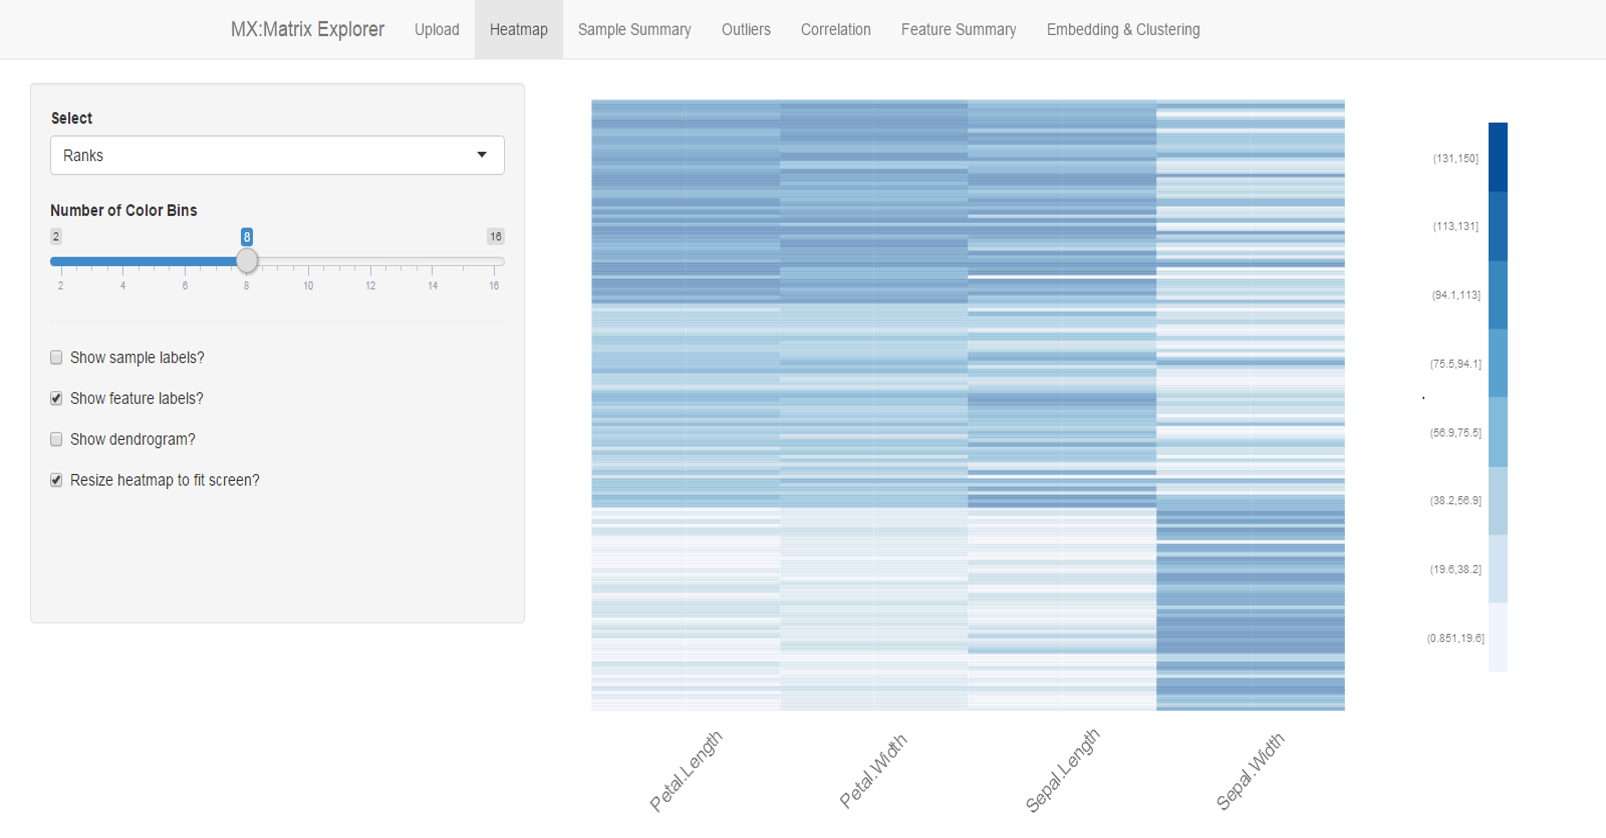 MX:Matrix Explorer Upload Heatmap Sample Summary Outliers Correlation Feature Summary Embedding & Clustering
Select
Ranks
Number of Color Bins
2 8 16
2 4 6 8 10 12 14 16
Show sample labels?
Show feature labels?
Show dendrogram?
Resize heatmap to fit screen?
Petal.Length
Petal.Width
Sepal.Length
Sepal.Width
(131,150]
(113,131]
(94.1,113]
(75.5,94.1]
.
(56.9,75.5]
(38.2,56.9]
(19.6,38.2]
(0.851,19.6]